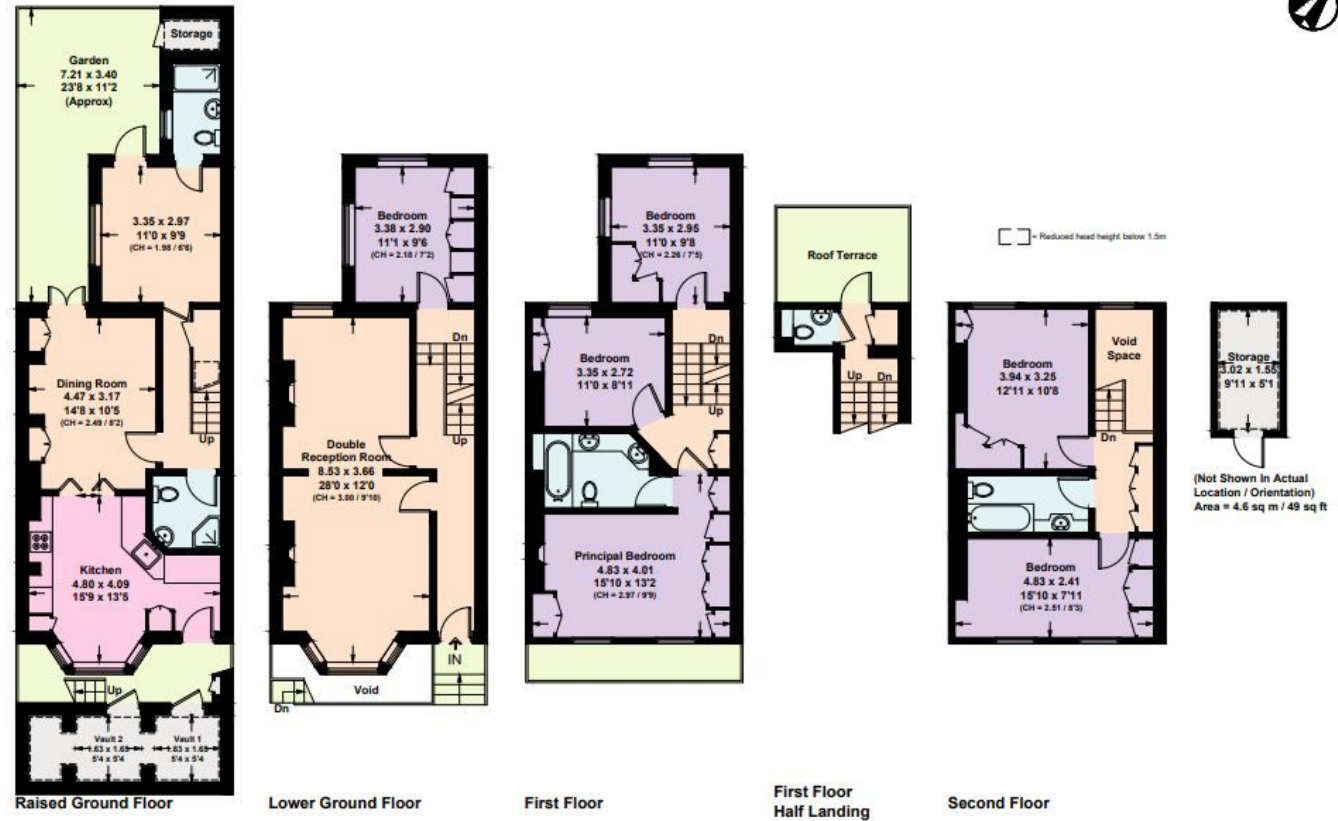 Storage
Garden
7.21 x 3.40
23'8 x 11'2
(Approx)
3.35 x 2.97
11'0 x 9'9
(CH = 1.98 / 6'6)
Dining Room
4.47 x 3.17
14'8 x 10'5
(CH = 2.49 / 8'2)
Up
Kitchen
4.80 x 4.09
15'9 x 13'5
Up
Vault 2
1.63 x 1.65
5'4 x 5'4
Vault 1
1.63 x 1.65
5'4 x 5'4
Raised Ground Floor
Bedroom
3.38 x 2.90
11'1 x 9'6
(CH = 2.18 / 7'2)
Dn
Up
Double
Reception Room
8.53 x 3.66
28'0 x 12'0
(CH = 3.00 / 9'10)
IN
Void
Dn
Lower Ground Floor
Bedroom
3.35 x 2.95
11'0 x 9'8
(CH = 2.26 / 7'5)
Dn
Bedroom
3.35 x 2.72
11'0 x 8'11
Up
Principal Bedroom
4.83 x 4.01
15'10 x 13'2
(CH = 2.97 / 9'9)
First Floor
Roof Terrace
Up Dn
First Floor
Half Landing
= Reduced head height below 1.5m
Bedroom
3.94 x 3.25
12'11 x 10'8
Void
Space
Dn
Bedroom
4.83 x 2.41
15'10 x 7'11
(CH = 2.51 / 8'3)
Second Floor
Storage
3.02 x 1.55
9'11 x 5'1
(Not Shown In Actual
Location / Orientation)
Area = 4.6 sq m / 49 sq ft